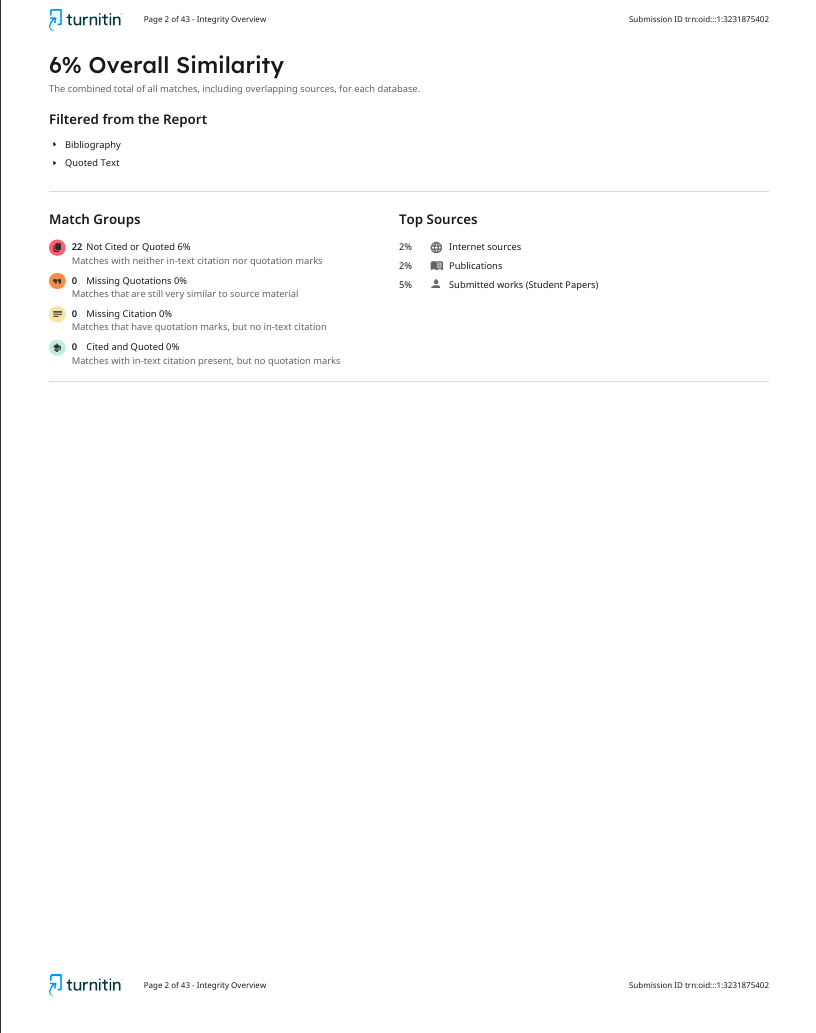 turnitin Page 2 of 43 - Integrity Overview Submission ID trn:oid:::1:3231875402
6% Overall Similarity
The combined total of all matches, including overlapping sources, for each database.
Filtered from the Report
Bibliography
Quoted Text
Match Groups
22 Not Cited or Quoted 6%
Matches with neither in-text citation nor quotation marks
0 Missing Quotations 0%
Matches that are still very similar to source material
0 Missing Citation 0%
Matches that have quotation marks, but no in-text citation
0 Cited and Quoted 0%
Matches with in-text citation present, but no quotation marks
Top Sources
2% Internet sources
2% Publications
5% Submitted works (Student Papers)
turnitin Page 2 of 43 - Integrity Overview Submission ID trn:oid:::1:3231875402